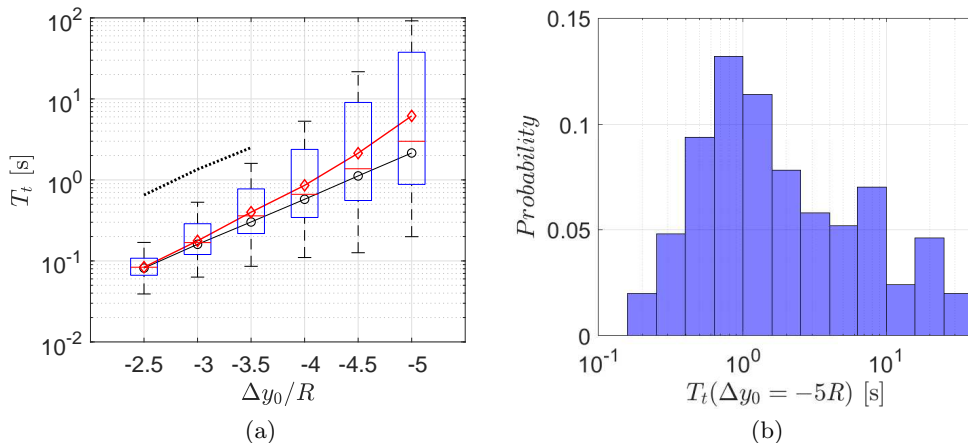 10^2
10^1
10^0
10^-1
10^-2
T_t [s]
-2.5 -3 -3.5 -4 -4.5 -5
Δy_0/R
(a)
0.15
0.1
0.05
0
Probability
10^-1 10^0 10^1
T_t(Δy_0 = −5R) [s]
(b)